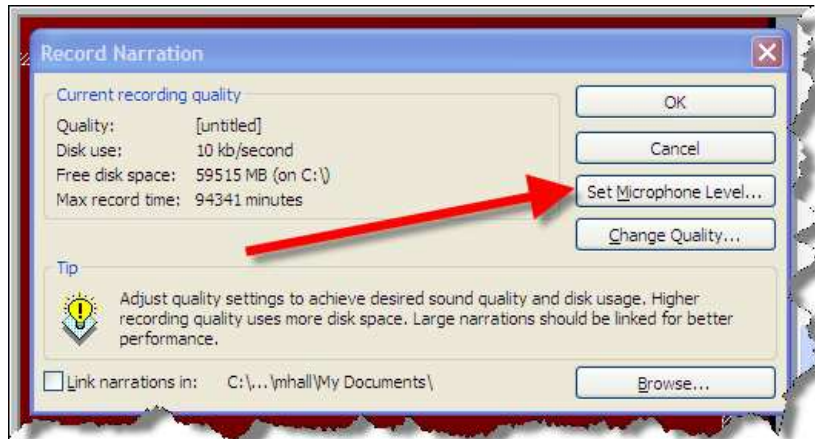 Record Narration
Current recording quality
Quality: [untitled]
Disk use: 10 kb/second
Free disk space: 59515 MB (on C:\)
Max record time: 94341 minutes
OK
Cancel
Set Microphone Level...
Change Quality...
Tip
Adjust quality settings to achieve desired sound quality and disk usage. Higher
recording quality uses more disk space. Large narrations should be linked for better
performance.
Link narrations in: C:\...\mhall\My Documents\
Browse...